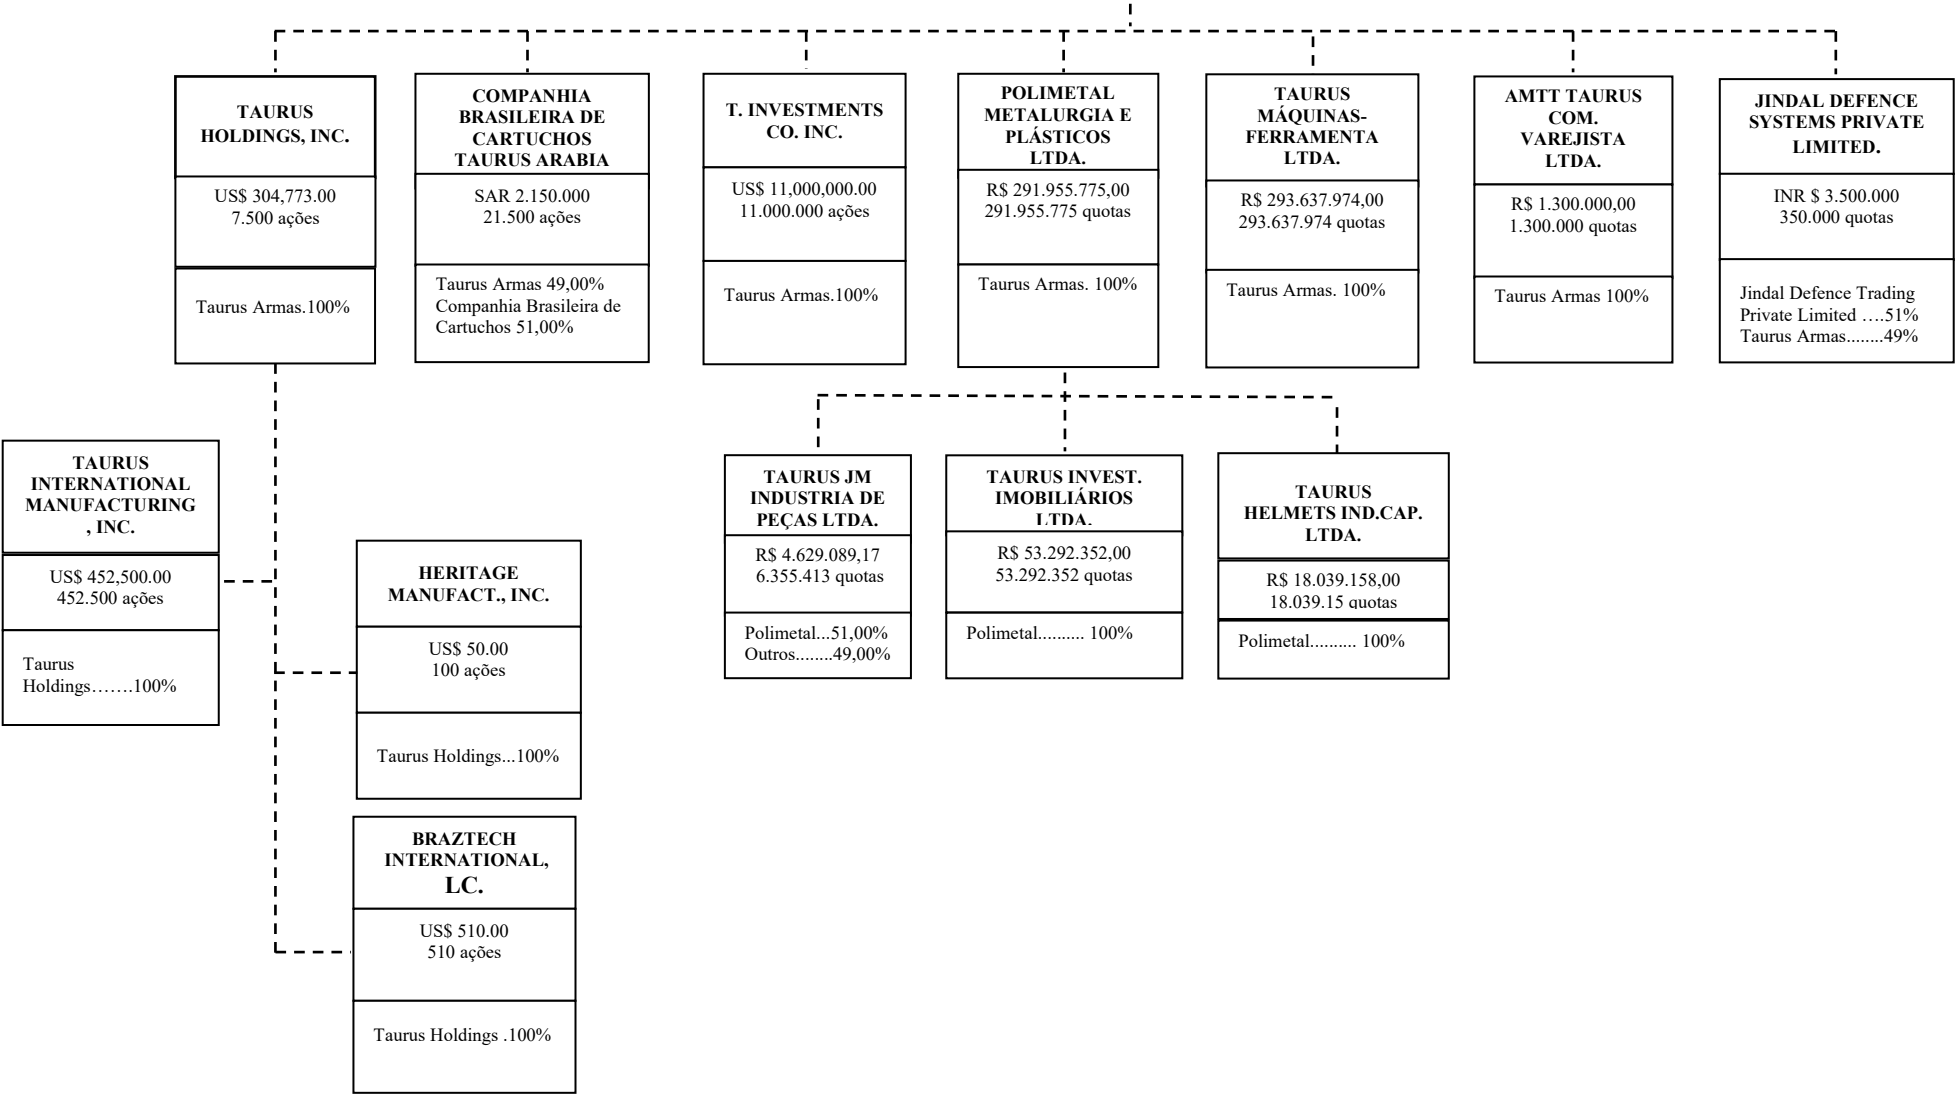 TAURUS
HOLDINGS, INC.
US$ 304,773.00
7.500 ações
Taurus Armas.100%
COMPANHIA
BRASILEIRA DE
CARTUCHOS
TAURUS ARABIA
SAR 2.150.000
21.500 ações
Taurus Armas 49,00%
Companhia Brasileira de
Cartuchos 51,00%
T. INVESTMENTS
CO. INC.
US$ 11,000,000.00
11.000.000 ações
Taurus Armas.100%
POLIMETAL
METALURGIA E
PLÁSTICOS
LTDA.
R$ 291.955.775,00
291.955.775 quotas
Taurus Armas. 100%
TAURUS
MÁQUINAS-
FERRAMENTA
LTDA.
R$ 293.637.974,00
293.637.974 quotas
Taurus Armas. 100%
AMTT TAURUS
COM.
VAREJISTA
LTDA.
R$ 1.300.000,00
1.300.000 quotas
Taurus Armas 100%
JINDAL DEFENCE
SYSTEMS PRIVATE
LIMITED.
INR $ 3.500.000
350.000 quotas
Jindal Defence Trading
Private Limited ….51%
Taurus Armas........49%
TAURUS
INTERNATIONAL
MANUFACTURING
, INC.
US$ 452,500.00
452.500 ações
Taurus
Holdings…….100%
HERITAGE
MANUFACT., INC.
US$ 50.00
100 ações
Taurus Holdings...100%
BRAZTECH
INTERNATIONAL,
LC.
US$ 510.00
510 ações
Taurus Holdings .100%
TAURUS JM
INDUSTRIA DE
PEÇAS LTDA.
R$ 4.629.089,17
6.355.413 quotas
Polimetal...51,00%
Outros........49,00%
TAURUS INVEST.
IMOBILIÁRIOS
LTDA.
R$ 53.292.352,00
53.292.352 quotas
Polimetal.......... 100%
TAURUS
HELMETS IND.CAP.
LTDA.
R$ 18.039.158,00
18.039.15 quotas
Polimetal.......... 100%